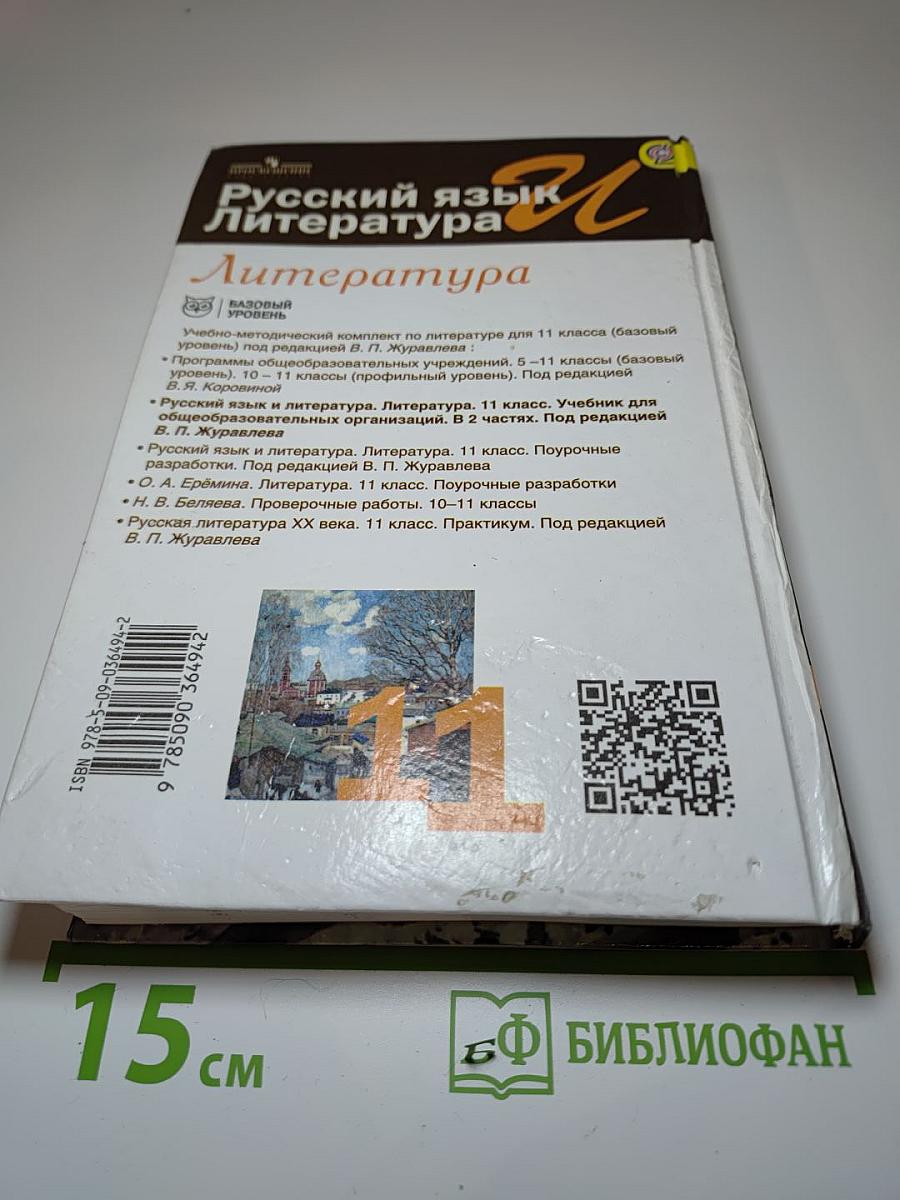 ПРОСВЕЩЕНИЕ
Русский язык И
Литература
Литература
БАЗОВЫЙ
УРОВЕНЬ
Учебно-методический комплект по литературе для 11 класса (базовый
уровень) под редакцией В. П. Журавлева :
• Программы общеобразовательных учреждений. 5 –11 классы (базовый
уровень). 10 – 11 классы (профильный уровень). Под редакцией
В. Я. Коровиной
• Русский язык и литература. Литература. 11 класс. Учебник для
общеобразовательных организаций. В 2 частях. Под редакцией
В. П. Журавлева
• Русский язык и литература. Литература. 11 класс. Поурочные
разработки. Под редакцией В. П. Журавлева
• О. А. Ерёмина. Литература. 11 класс. Поурочные разработки
• Н. В. Беляева. Проверочные работы. 10–11 классы
• Русская литература XX века. 11 класс. Практикум. Под редакцией
В. П. Журавлева
ISBN 978-5-09-036494-2
9 785090 364942
11
15 см
БФ БИБЛИОФАН